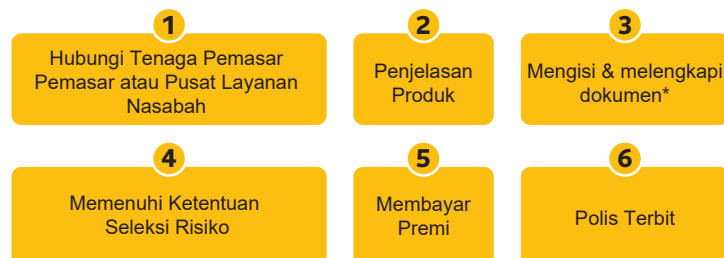 1
Hubungi Tenaga Pemasar
Pemasar atau Pusat Layanan
Nasabah
2
Penjelasan
Produk
3
Mengisi & melengkapi
dokumen*
4
Memenuhi Ketentuan
Seleksi Risiko
5
Membayar
Premi
6
Polis Terbit